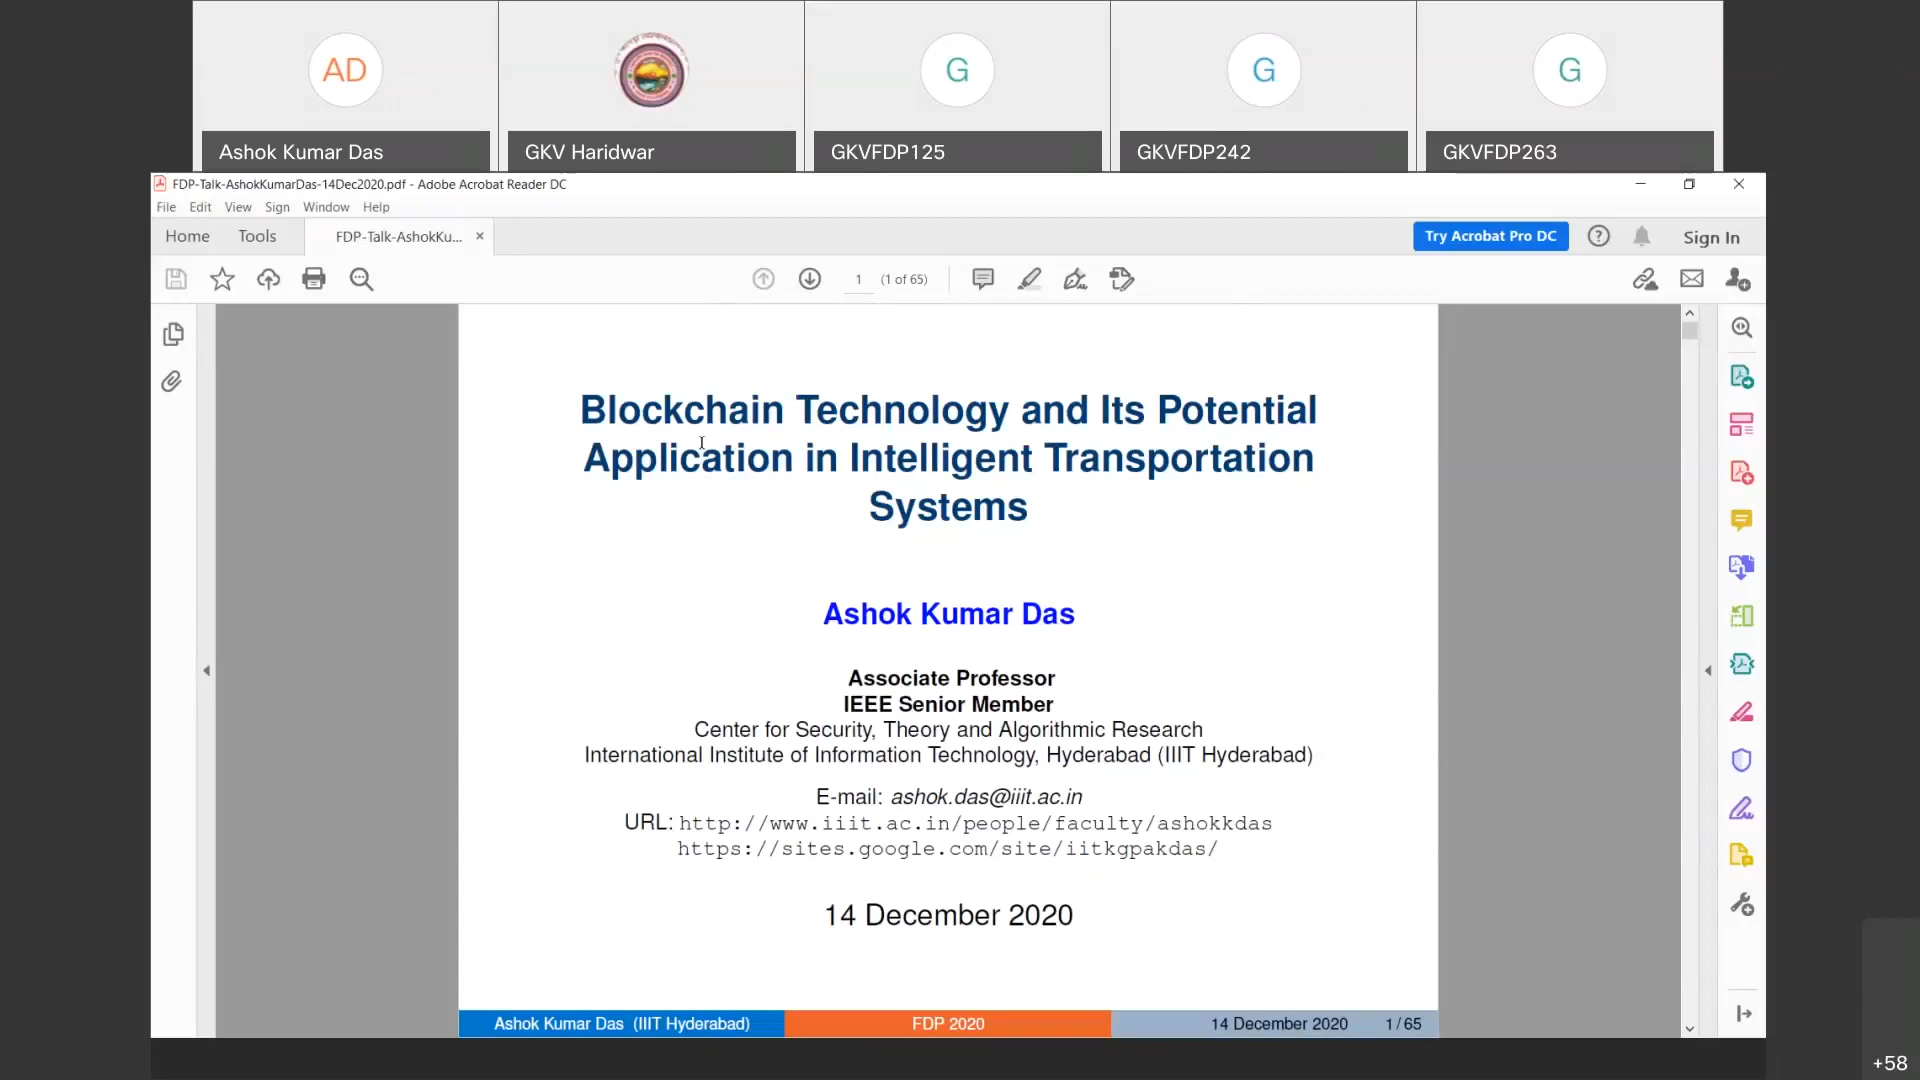 AD
G
G
G
Ashok Kumar Das
GKV Haridwar
GKVFDP125
GKVFDP242
GKVFDP263
FDP-Talk-AshokKumarDas-14Dec2020.pdf - Adobe Acrobat Reader DC
File Edit View Sign Window Help
Home Tools FDP-Talk-AshokKu... Try Acrobat Pro DC Sign In
1 (1 of 65)
Blockchain Technology and Its Potential
Application in Intelligent Transportation
Systems
Ashok Kumar Das
Associate Professor
IEEE Senior Member
Center for Security, Theory and Algorithmic Research
International Institute of Information Technology, Hyderabad (IIIT Hyderabad)
E-mail: ashok.das@iiit.ac.in
URL: http://www.iiit.ac.in/people/faculty/ashokkdas
https://sites.google.com/site/iitkgpakdas/
14 December 2020
Ashok Kumar Das (IIIT Hyderabad) FDP 2020 14 December 2020 1 / 65
+58